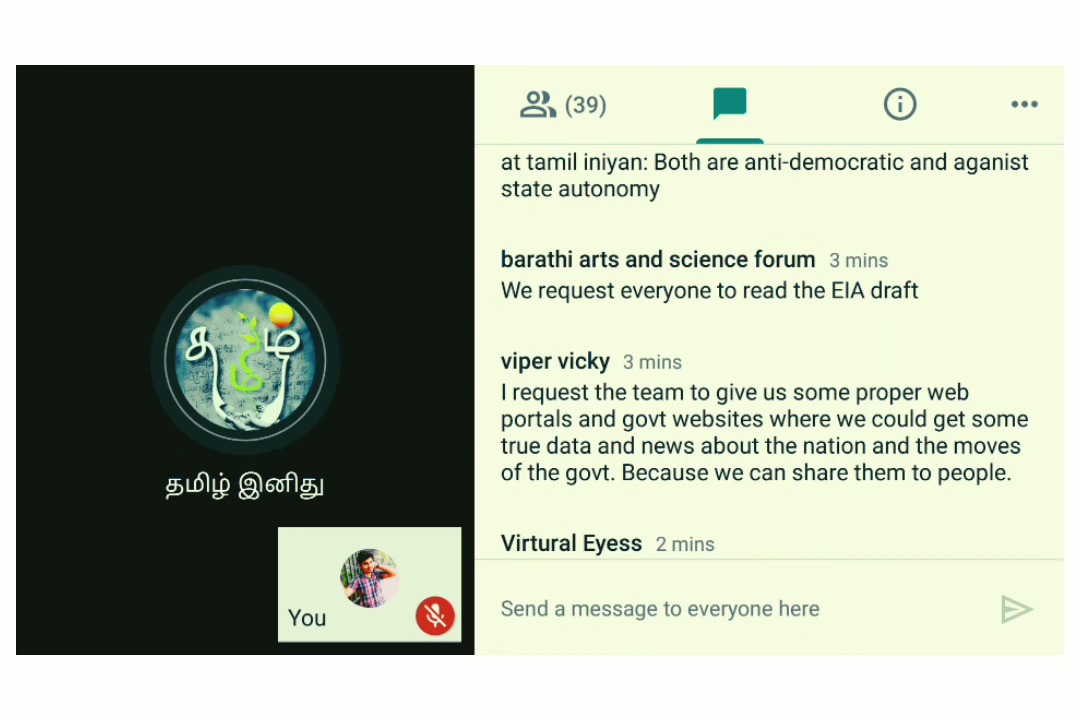 தமிழ்
தமிழ் இனிது
You
(39)
at tamil iniyan: Both are anti-democratic and aganist
state autonomy
barathi arts and science forum 3 mins
We request everyone to read the EIA draft
viper vicky 3 mins
I request the team to give us some proper web
portals and govt websites where we could get some
true data and news about the nation and the moves
of the govt. Because we can share them to people.
Virtural Eyess 2 mins
Send a message to everyone here